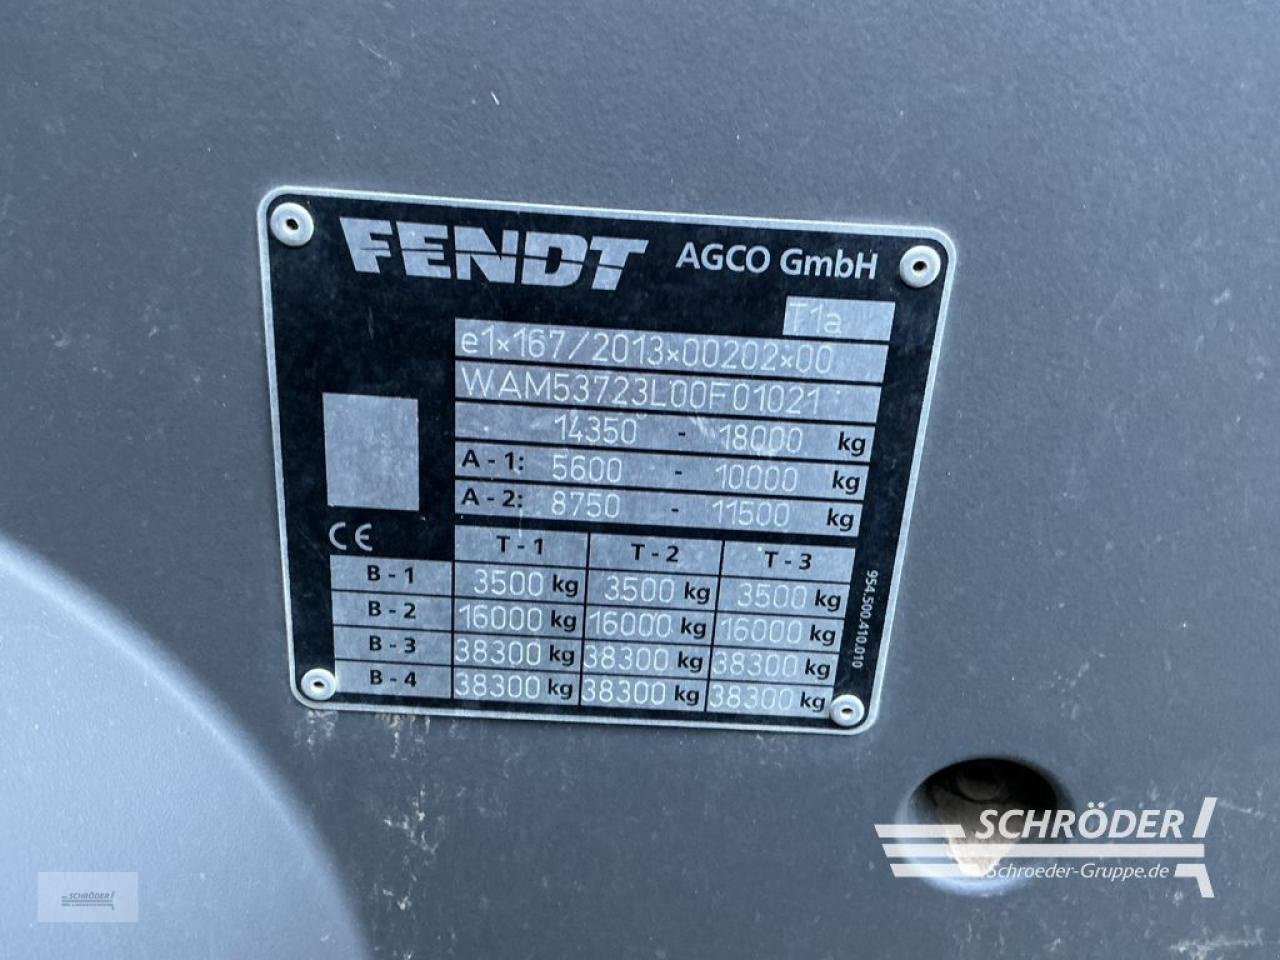 FENDT AGCO GmbH
T1a
e1*167/2013*00202*00
WAM53723L00F01021
14350 - 18000 kg
A - 1: 5600 - 10000 kg
A - 2: 8750 - 11500 kg
CE
T - 1 T - 2 T - 3
B - 1 3500 kg 3500 kg 3500 kg
B - 2 16000 kg 16000 kg 16000 kg
B - 3 38300 kg 38300 kg 38300 kg
B - 4 38300 kg 38300 kg 38300 kg
954.500.410.010
SCHRÖDER
Schroeder-Gruppe.de
SCHRÖDER